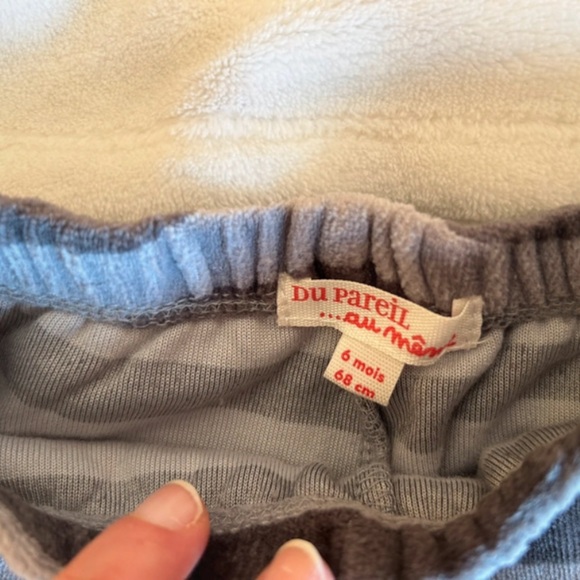 DU PAREIL
...au même
6 mois
68 cm